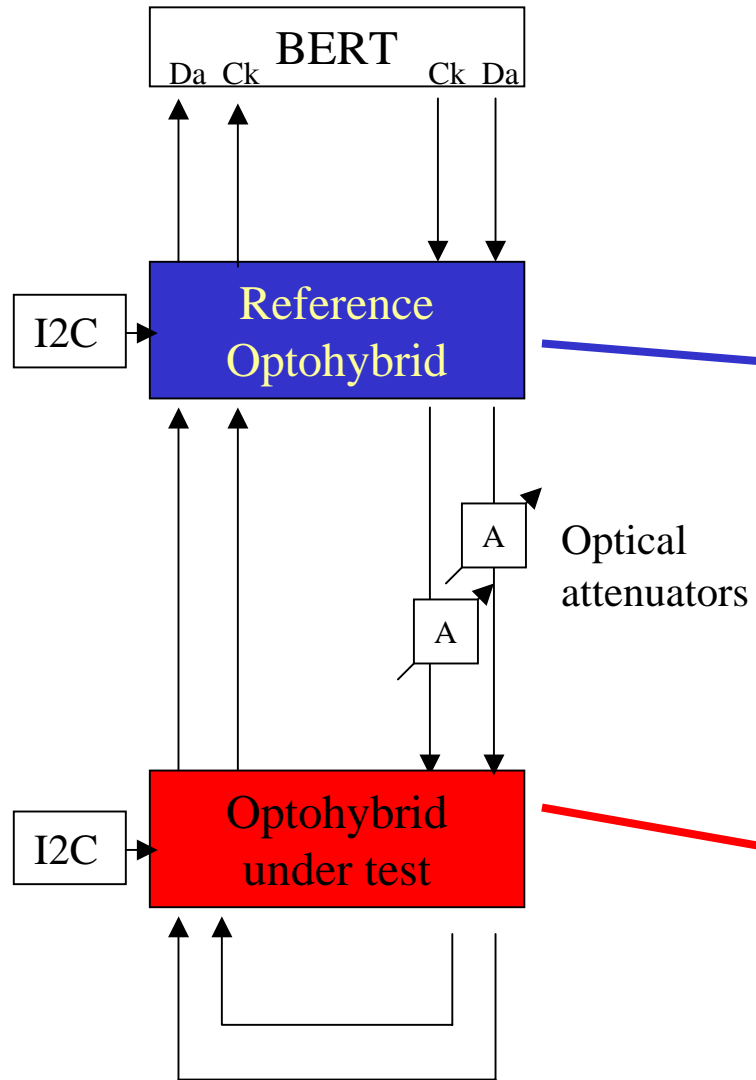 BERT
Da Ck Ck Da
Reference
Optohybrid
I2C
A
Optical
attenuators
A
Optohybrid
under test
I2C